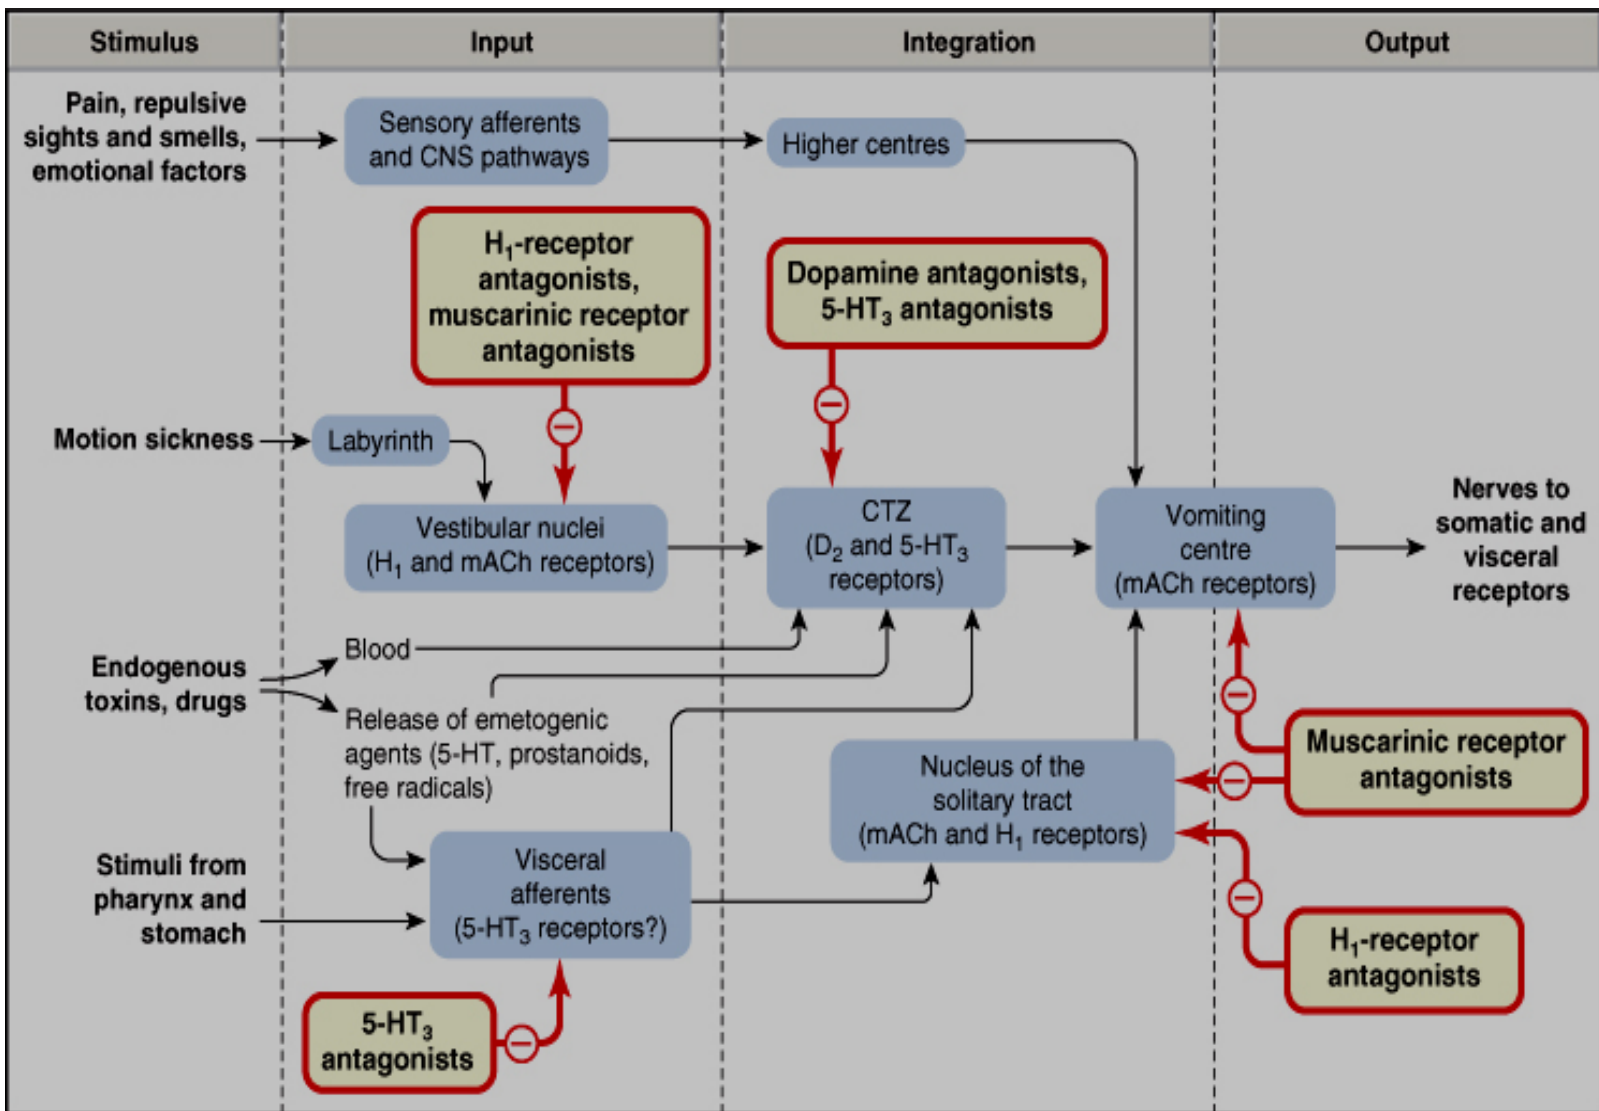 Stimulus
Input
Integration
Output
Pain, repulsive
sights and smells,
emotional factors
Sensory afferents
and CNS pathways
Higher centres
H₁-receptor
antagonists,
muscarinic receptor
antagonists
Dopamine antagonists,
5-HT₃ antagonists
Motion sickness
Labyrinth
Vestibular nuclei
(H₁ and mACh receptors)
CTZ
(D₂ and 5-HT₃
receptors)
Vomiting
centre
(mACh receptors)
Nerves to
somatic and
visceral
receptors
Endogenous
toxins, drugs
Blood
Release of emetogenic
agents (5-HT, prostanoids,
free radicals)
Muscarinic receptor
antagonists
Nucleus of the
solitary tract
(mACh and H₁ receptors)
Stimuli from
pharynx and
stomach
Visceral
afferents
(5-HT₃ receptors?)
H₁-receptor
antagonists
5-HT₃
antagonists